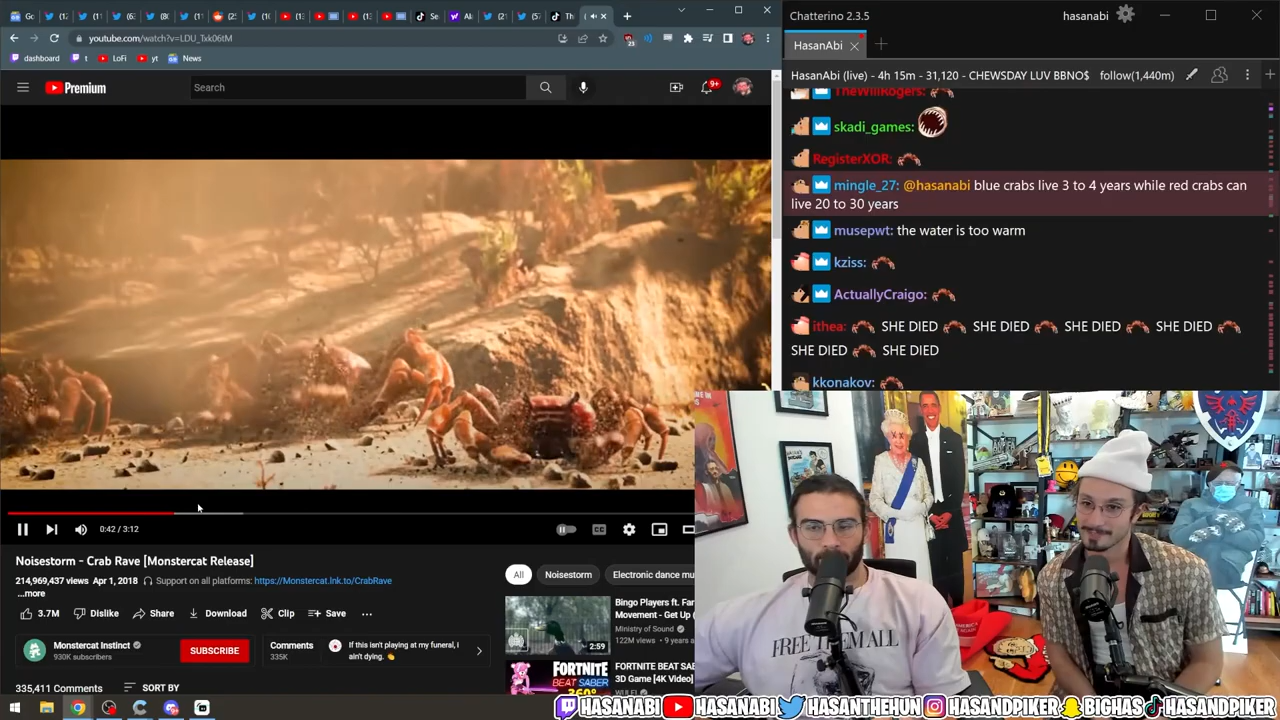 youtube.com/watch?v=LDU_Txk06tM
dashboard
t
LoFi
yt
News
Premium
Search
9+
0:42 / 3:12
Noisestorm - Crab Rave [Monstercat Release]
214,969,437 views Apr 1, 2018 Support on all platforms: https://Monstercat.lnk.to/CrabRave
...more
3.7M Dislike Share Download Clip Save
Monstercat Instinct
930K subscribers
SUBSCRIBE
Comments
335K
If this isn't playing at my funeral, i
ain't dying.
335,411 Comments SORT BY
All Noisestorm Electronic dance mu
Bingo Players ft. Far
Movement - Get Up (
Ministry of Sound
122M views • 9 years a
2:59
FORTNITE BEAT SAB
3D Game [4K Video]
FORTNITE
BEAT SABER
360°
Chatterino 2.3.5
hasanabi
HasanAbi
HasanAbi (live) - 4h 15m - 31,120 - CHEWSDAY LUV BBNO$ follow(1,440m)
TheWillRogers:
skadi_games:
RegisterXOR:
mingle_27: @hasanabi blue crabs live 3 to 4 years while red crabs can
live 20 to 30 years
musepwt: the water is too warm
kziss:
ActuallyCraigo:
ithea: SHE DIED SHE DIED SHE DIED SHE DIED
SHE DIED SHE DIED
kkonakov:
FREE THEM ALL
HASANABI HASANABI HASANTHEHUN HASANDPIKER BIGHAS HASANDPIKER